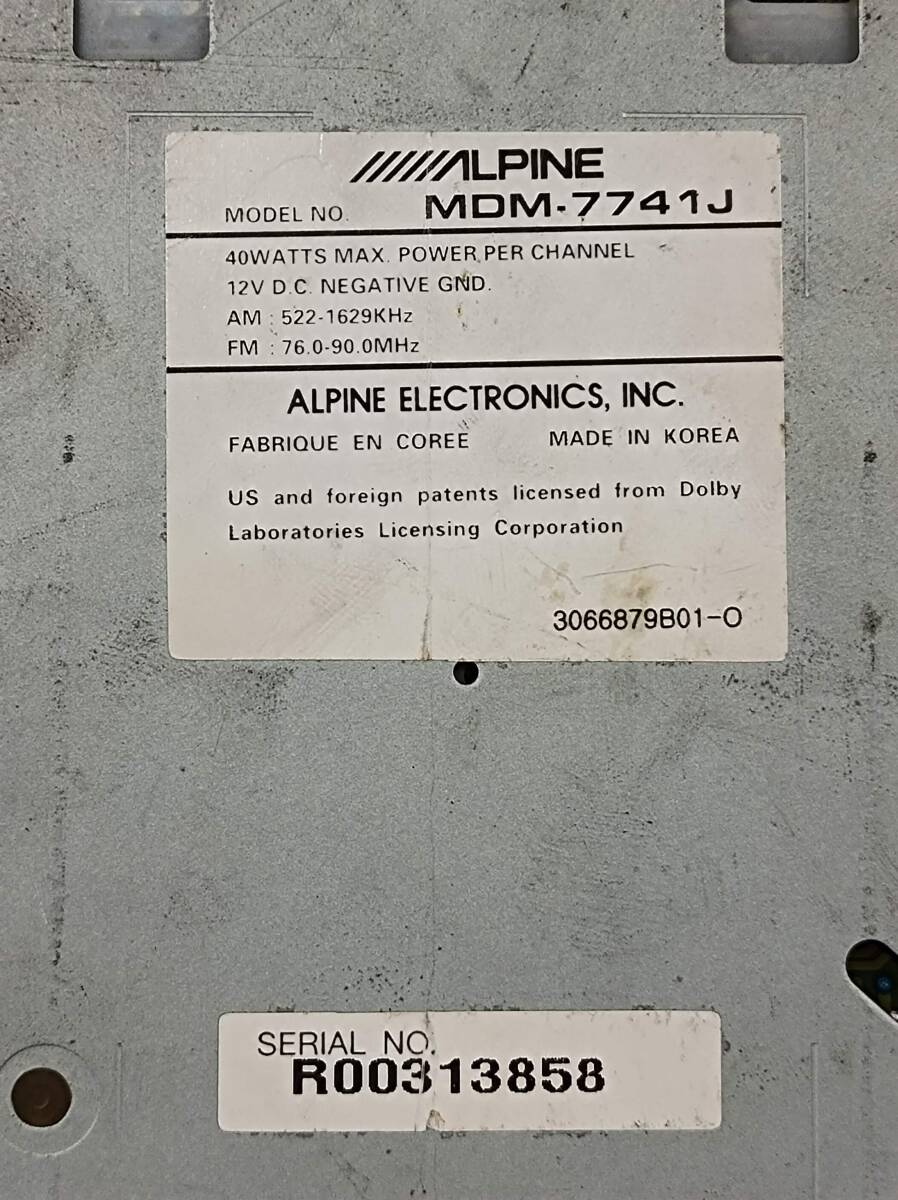 ALPINE
MODEL NO. MDM-7741J
40WATTS MAX. POWER PER CHANNEL
12V D.C. NEGATIVE GND.
AM : 522-1629KHz
FM : 76.0-90.0MHz
ALPINE ELECTRONICS, INC.
FABRIQUE EN COREE MADE IN KOREA
US and foreign patents licensed from Dolby
Laboratories Licensing Corporation
3066879B01-O
SERIAL NO.
R00313858